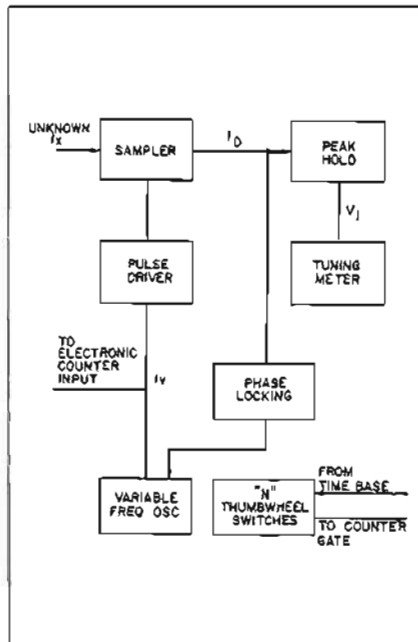 UNKNOWN
fx
SAMPLER
fD
PEAK
HOLD
V1
PULSE
DRIVER
TUNING
METER
TO
ELECTRONIC
COUNTER
INPUT
fV
PHASE
LOCKING
VARIABLE
FREQ OSC
"N"
THUMBWHEEL
SWITCHES
FROM
TIME BASE
TO COUNTER
GATE